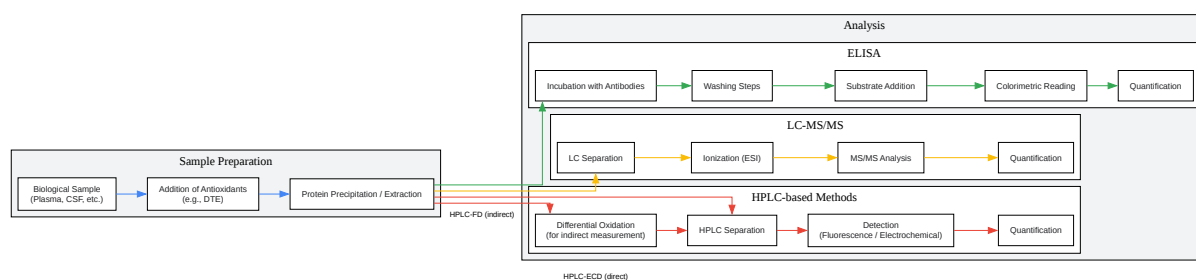 Analysis
ELISA
Incubation with Antibodies
Washing Steps
Substrate Addition
Colorimetric Reading
Quantification
LC-MS/MS
LC Separation
Ionization (ESI)
MS/MS Analysis
Quantification
Sample Preparation
Biological Sample
(Plasma, CSF, etc.)
Addition of Antioxidants
(e.g., DTE)
Protein Precipitation / Extraction
HPLC-based Methods
HPLC-FD (indirect)
Differential Oxidation
(for indirect measurement)
HPLC Separation
Detection
(Fluorescence / Electrochemical)
Quantification
HPLC-ECD (direct)